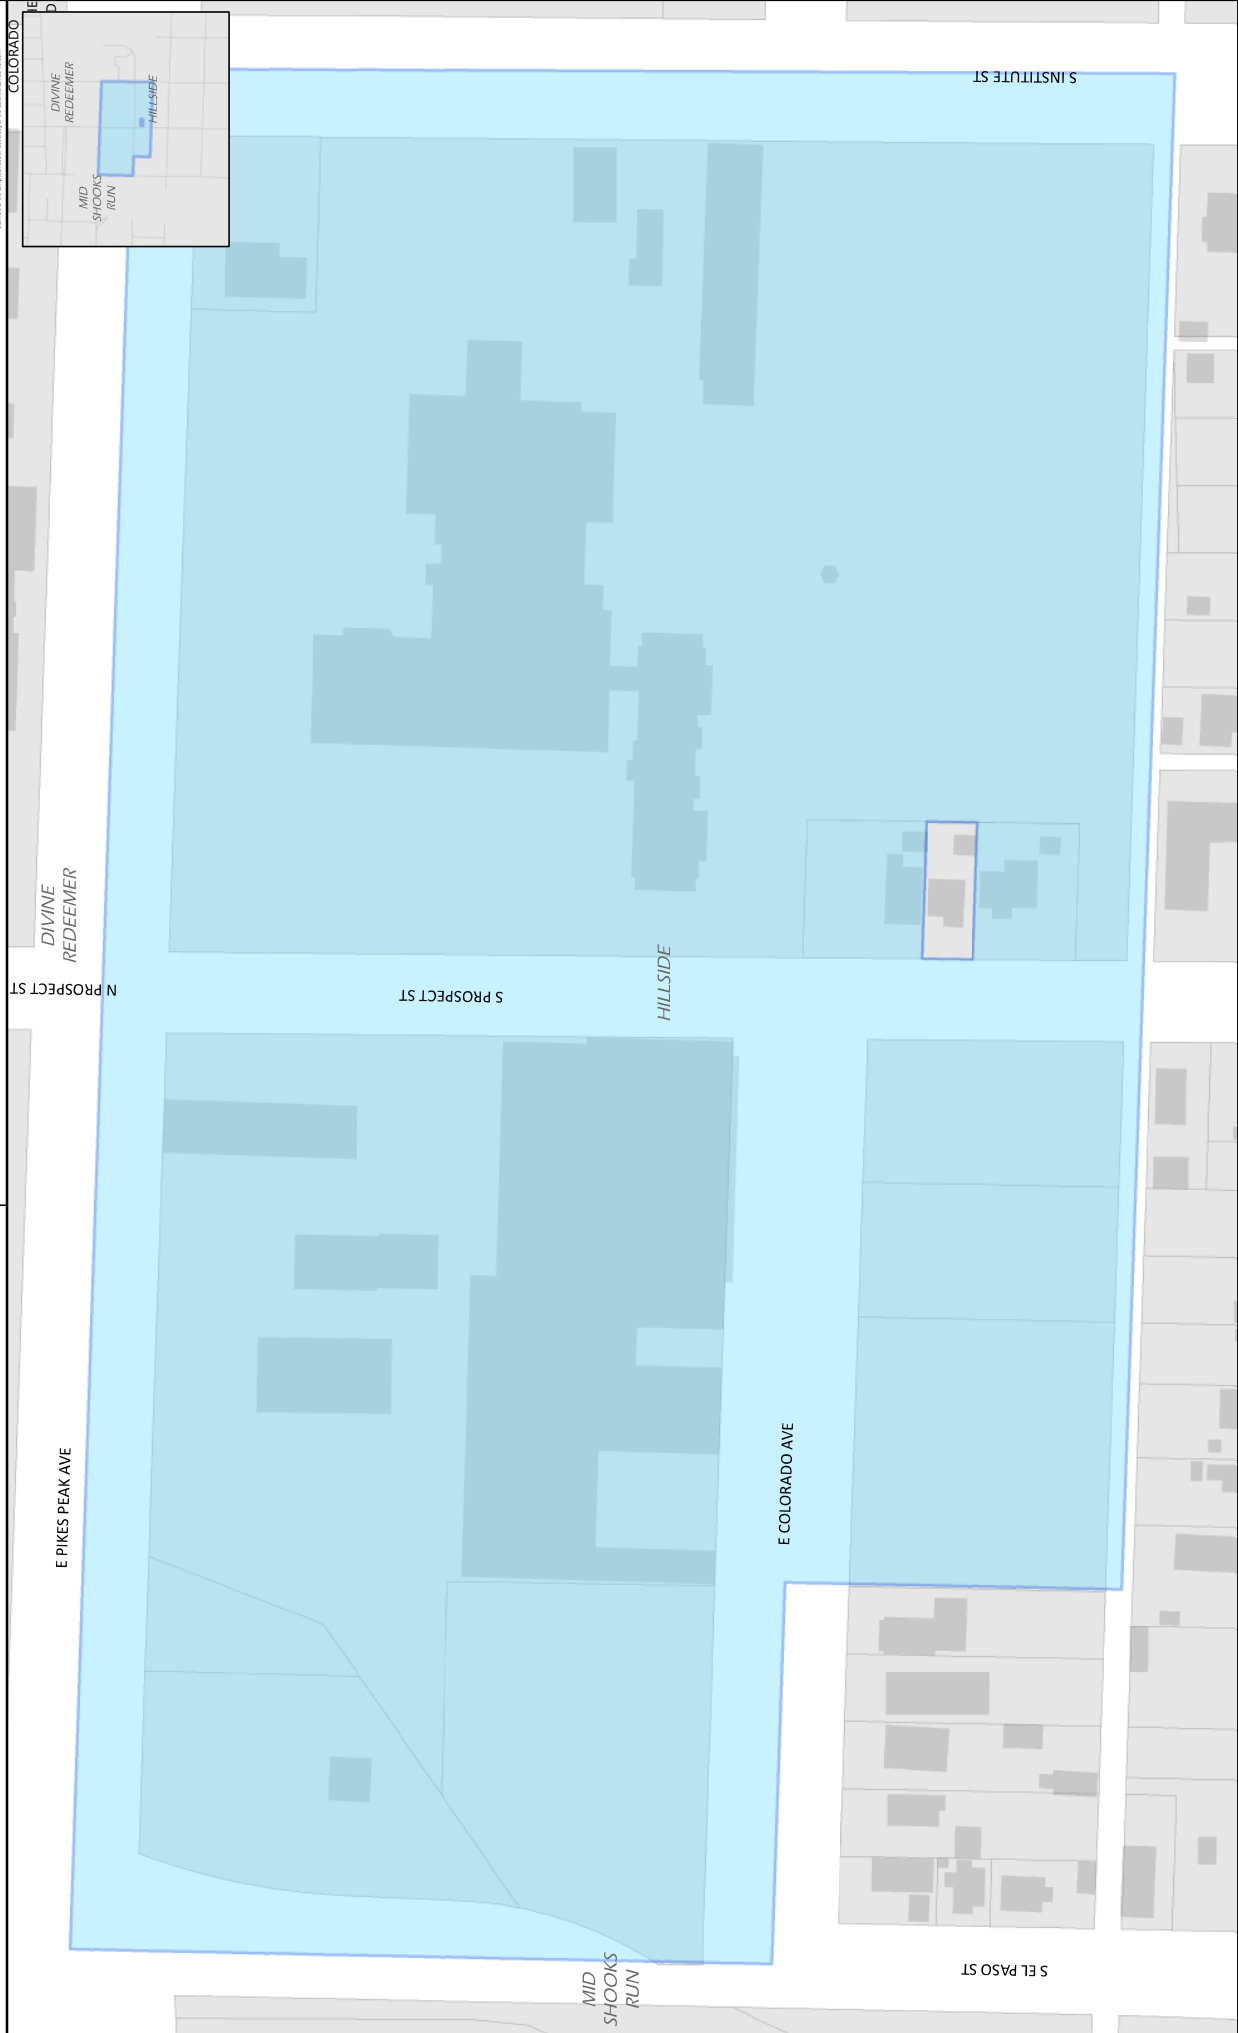 COLORADO
DIVINE
REDEEMER
HILLSIDE
MID
SHOOKS
RUN
S INSTITUTE ST
DIVINE
REDEEMER
N PROSPECT ST
S PROSPECT ST
HILLSIDE
E PIKES PEAK AVE
E COLORADO AVE
MID
SHOOKS
RUN
S EL PASO ST